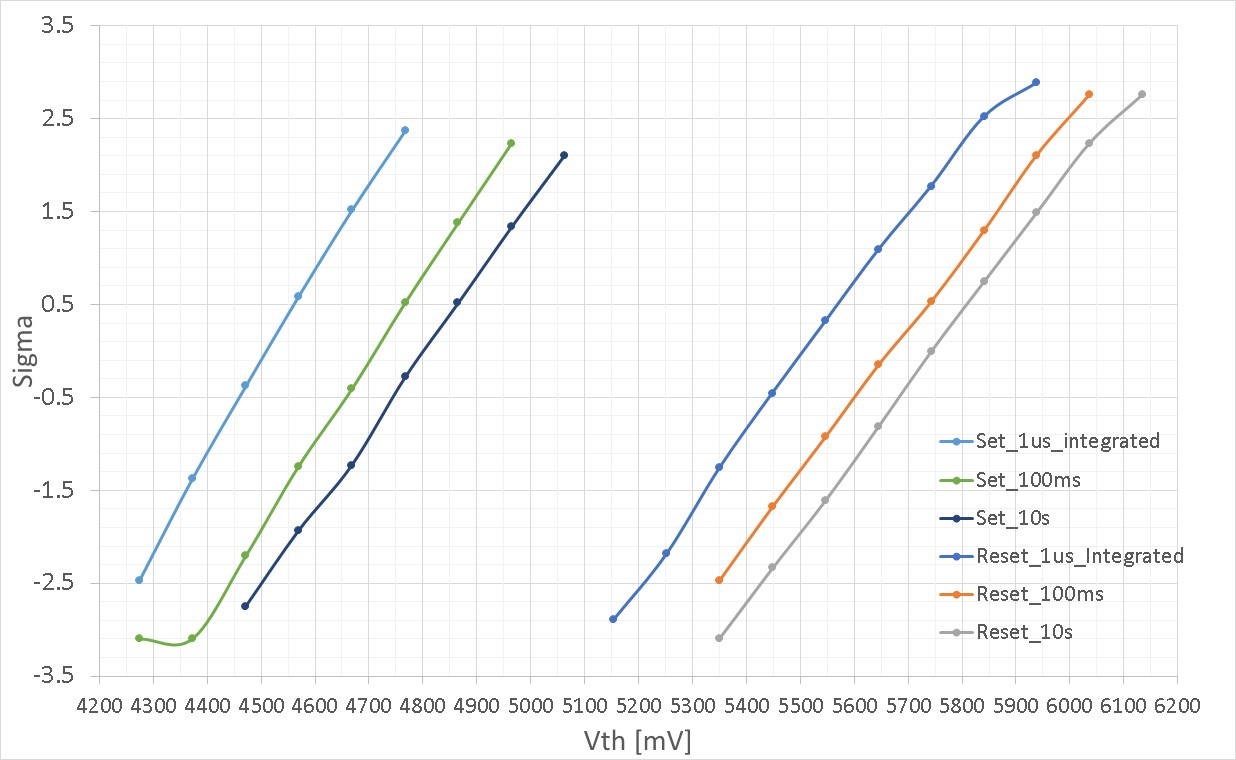 3.5
2.5
1.5
0.5
-0.5
-1.5
-2.5
-3.5
Sigma
Set_1us_integrated
Set_100ms
Set_10s
Reset_1us_Integrated
Reset_100ms
Reset_10s
4200 4300 4400 4500 4600 4700 4800 4900 5000 5100 5200 5300 5400 5500 5600 5700 5800 5900 6000 6100 6200
Vth [mV]